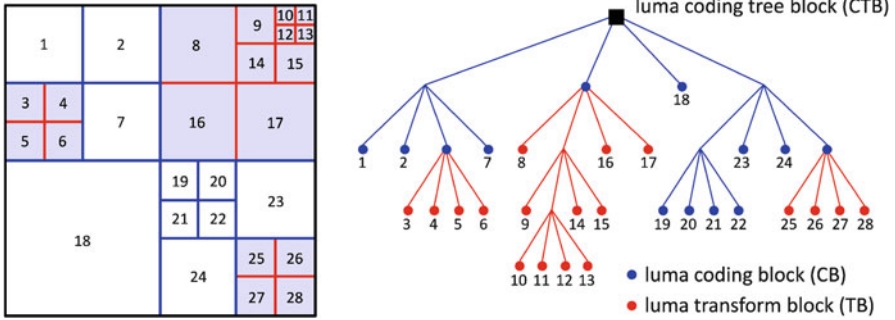 luma coding tree block (CTB)
1 2 8 9 10 11
12 13
14 15
3 4 7 16 17
5 6
18 19 20 23
21 22
24 25 26
27 28
18
1 2 7 8 16 17 23 24
3 4 5 6 9 14 15 19 20 21 22 25 26 27 28
10 11 12 13
luma coding block (CB)
luma transform block (TB)